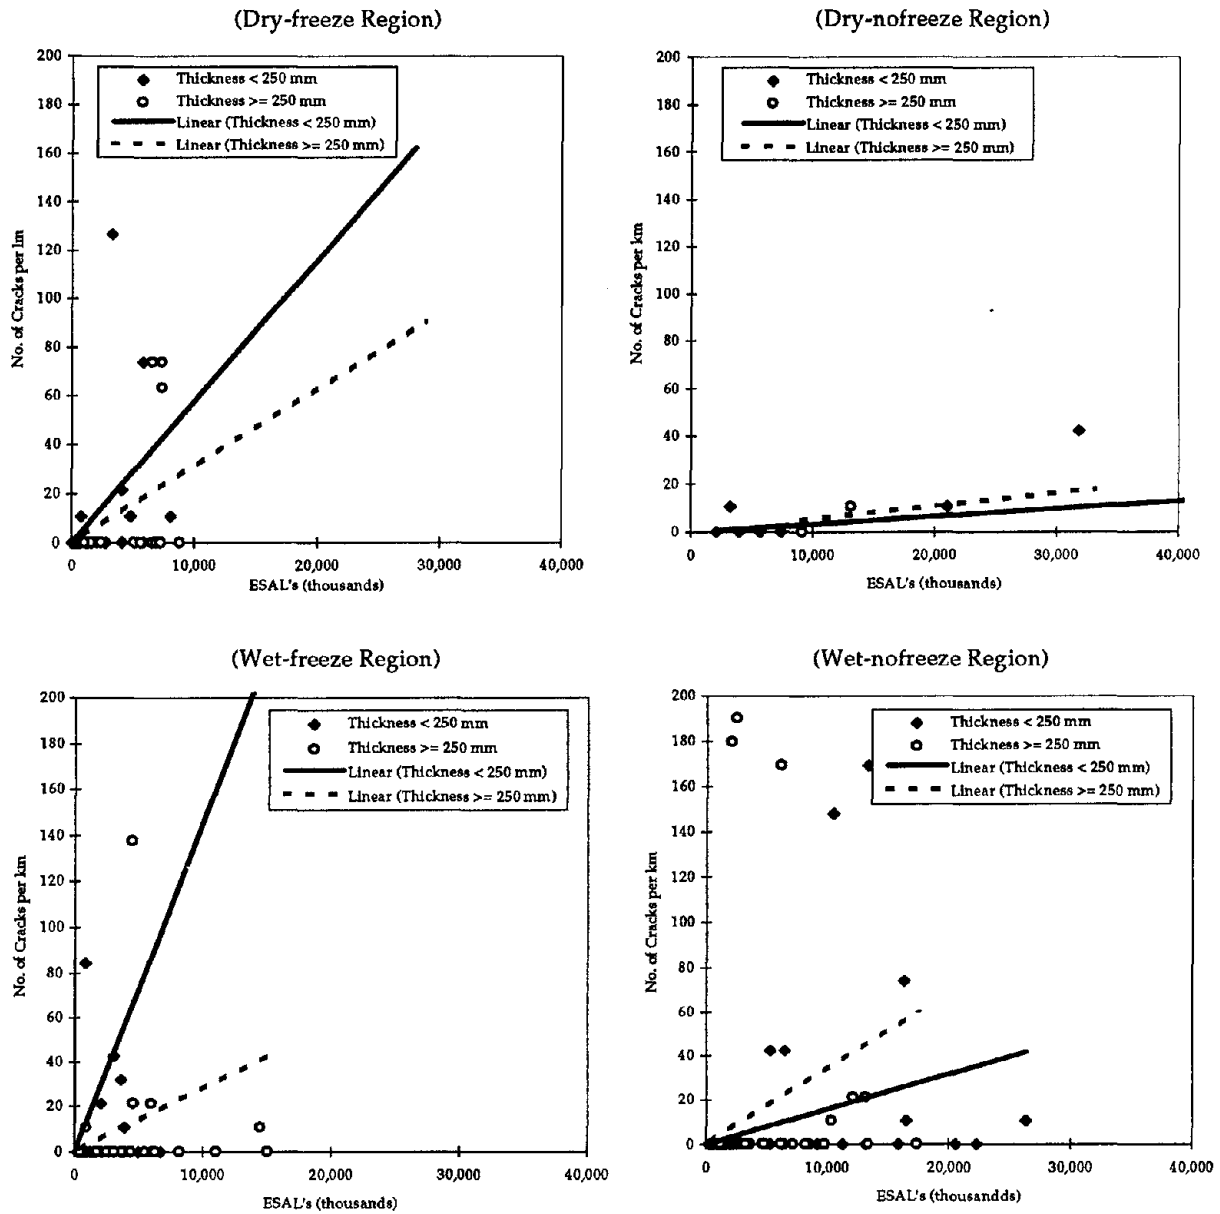 (Dry-freeze Region)
200
180
160
140
120
100
80
60
40
20
0
Thickness < 250 mm
Thickness >= 250 mm
Linear (Thickness < 250 mm)
Linear (Thickness >= 250 mm)
No. of Cracks per km
0 10,000 20,000 30,000 40,000
ESAL's (thousands)
(Dry-nofreeze Region)
200
180
160
140
120
100
80
60
40
20
0
Thickness < 250 mm
Thickness >= 250 mm
Linear (Thickness < 250 mm)
Linear (Thickness >= 250 mm)
No. of Cracks per km
0 10,000 20,000 30,000 40,000
ESAL's (thousands)
(Wet-freeze Region)
200
180
160
140
120
100
80
60
40
20
0
Thickness < 250 mm
Thickness >= 250 mm
Linear (Thickness < 250 mm)
Linear (Thickness >= 250 mm)
No. of Cracks per km
0 10,000 20,000 30,000 40,000
ESAL's (thousands)
(Wet-nofreeze Region)
200
180
160
140
120
100
80
60
40
20
0
Thickness < 250 mm
Thickness >= 250 mm
Linear (Thickness < 250 mm)
Linear (Thickness >= 250 mm)
No. of Cracks per km
0 10,000 20,000 30,000 40,000
ESAL's (thousandds)